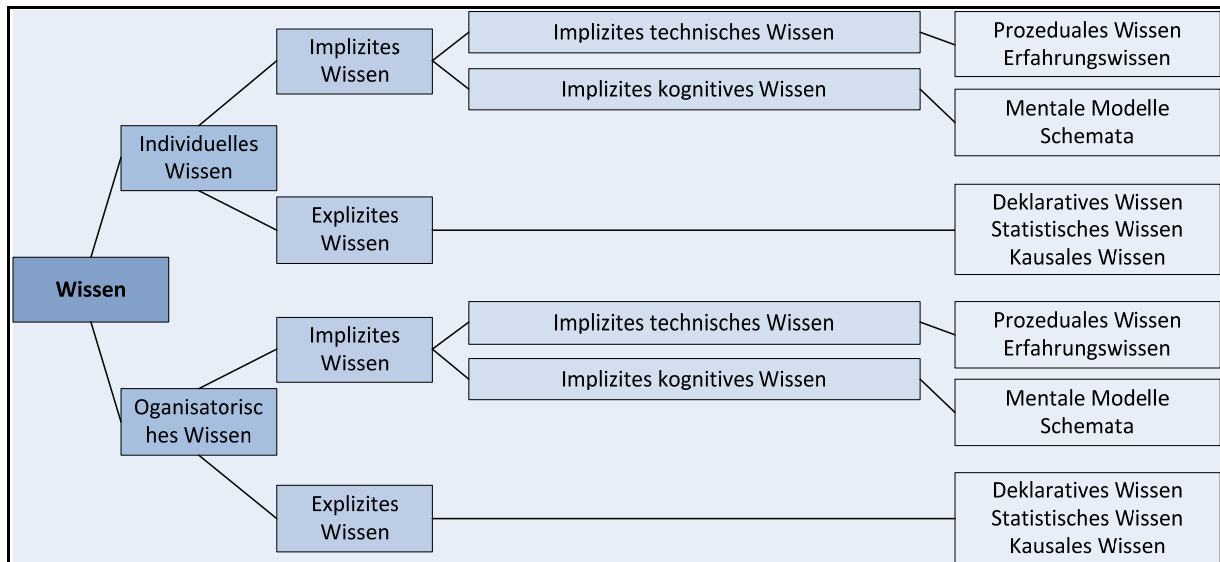 Implizites
Wissen
Implizites technisches Wissen
Prozeduales Wissen
Erfahrungswissen
Implizites kognitives Wissen
Mentale Modelle
Schemata
Individuelles
Wissen
Explizites
Wissen
Deklaratives Wissen
Statistisches Wissen
Kausales Wissen
Wissen
Implizites
Wissen
Implizites technisches Wissen
Prozeduales Wissen
Erfahrungswissen
Implizites kognitives Wissen
Mentale Modelle
Schemata
Oganisatorisc
hes Wissen
Explizites
Wissen
Deklaratives Wissen
Statistisches Wissen
Kausales Wissen